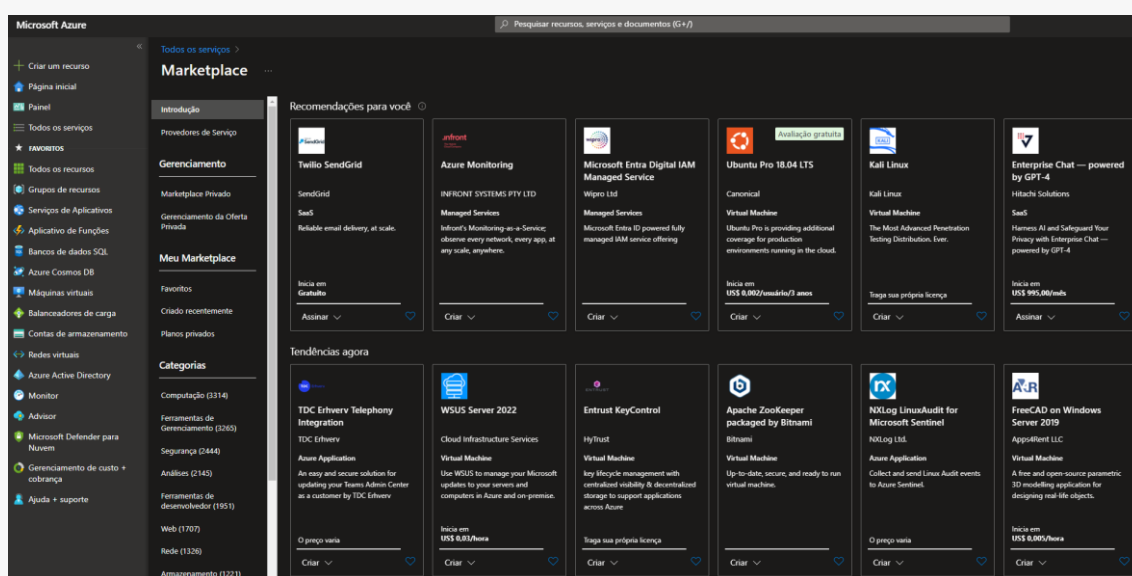 Microsoft Azure
Pesquisar recursos, serviços e documentos (G+/)
«
Criar um recurso
Página inicial
Painel
Todos os serviços
FAVORITOS
Todos os recursos
Grupos de recursos
Serviços de Aplicativos
Aplicativo de Funções
Bancos de dados SQL
Azure Cosmos DB
Máquinas virtuais
Balanceadores de carga
Contas de armazenamento
Redes virtuais
Azure Active Directory
Monitor
Advisor
Microsoft Defender para
Nuvem
Gerenciamento de custo +
cobrança
Ajuda + suporte
Todos os serviços >
Marketplace ...
Introdução
Provedores de Serviço
Gerenciamento
Marketplace Privado
Gerenciamento da Oferta
Privada
Meu Marketplace
Favoritos
Criado recentemente
Planos privados
Categorias
Computação (3314)
Ferramentas de
Gerenciamento (3265)
Segurança (2444)
Análises (2145)
Ferramentas de
desenvolvedor (1951)
Web (1707)
Rede (1326)
Armazenamento (1221)
Recomendações para você
SendGrid
Twilio SendGrid
SendGrid
SaaS
Reliable email delivery, at scale.
Inicia em
Gratuito
Assinar
infront
Azure Monitoring
INFRONT SYSTEMS PTY LTD
Managed Services
Infront's Monitoring-as-a-Service;
observe every network, every app, at
any scale, anywhere.
Criar
wipro
Microsoft Entra Digital IAM
Managed Service
Wipro Ltd
Managed Services
Microsoft Entra ID powered fully
managed IAM service offering
Criar
Avaliação gratuita
Ubuntu Pro 18.04 LTS
Canonical
Virtual Machine
Ubuntu Pro is providing additional
coverage for production
environments running in the cloud.
Inicia em
US$ 0,002/usuário/3 anos
Criar
KALI
Kali Linux
Kali Linux
Virtual Machine
The Most Advanced Penetration
Testing Distribution. Ever.
Traga sua própria licença
Criar
Enterprise Chat — powered
by GPT-4
Hitachi Solutions
SaaS
Harness AI and Safeguard Your
Privacy with Enterprise Chat —
powered by GPT-4
Inicia em
US$ 995,00/mês
Assinar
Tendências agora
TDC Erhverv Telephony
Integration
TDC Erhverv
Azure Application
An easy and secure solution for
updating your Teams Admin Center
as a customer by TDC Erhverv
O preço varia
Criar
WSUS Server 2022
Cloud Infrastructure Services
Virtual Machine
Use WSUS to manage your Microsoft
updates to your servers and
computers in Azure and on-premise.
Inicia em
US$ 0,03/hora
Criar
ENTRUST
Entrust KeyControl
HyTrust
Virtual Machine
key lifecycle management with
centralized visibility & decentralized
storage to support applications
across Azure
Traga sua própria licença
Criar
Apache ZooKeeper
packaged by Bitnami
Bitnami
Virtual Machine
Up-to-date, secure, and ready to run
virtual machine.
Criar
NXLog LinuxAudit for
Microsoft Sentinel
NXLog Ltd.
Azure Application
Collect and send Linux Audit events
to Azure Sentinel.
O preço varia
Criar
FreeCAD on Windows
Server 2019
Apps4Rent LLC
Virtual Machine
A free and open-source parametric
3D modelling application for
designing real-life objects.
Inicia em
US$ 0,005/hora
Criar